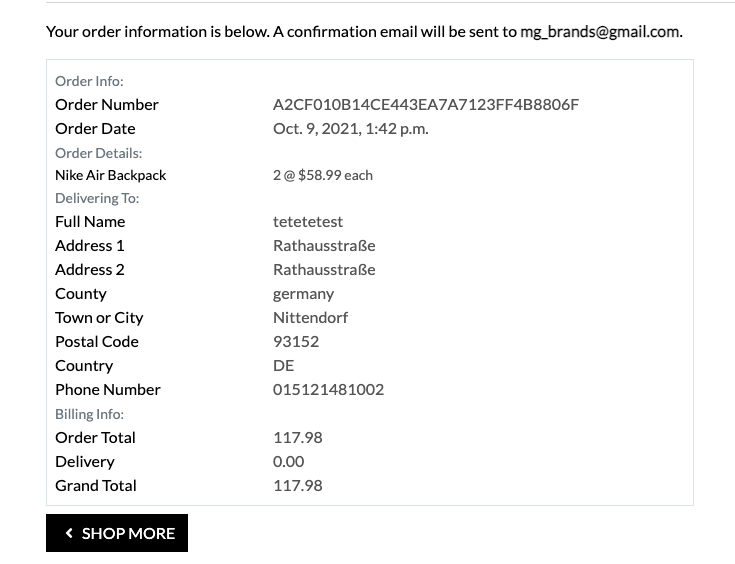 Your order information is below. A confirmation email will be sent to mg_brands@gmail.com.
Order Info:
Order Number A2CF010B14CE443EA7A7123FF4B8806F
Order Date Oct. 9, 2021, 1:42 p.m.
Order Details:
Nike Air Backpack 2 @ $58.99 each
Delivering To:
Full Name tetetetest
Address 1 Rathausstraße
Address 2 Rathausstraße
County germany
Town or City Nittendorf
Postal Code 93152
Country DE
Phone Number 015121481002
Billing Info:
Order Total 117.98
Delivery 0.00
Grand Total 117.98
SHOP MORE